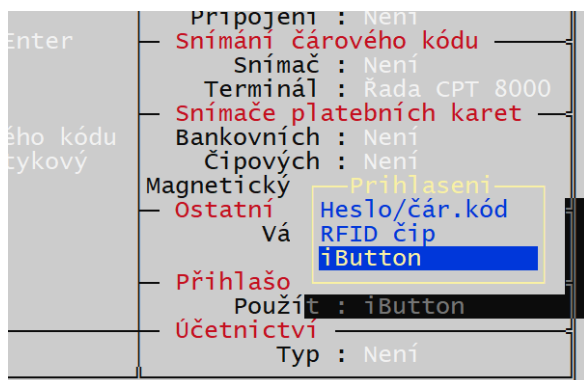 Připojení : Není
Enter
Snímání čárového kódu
Snímač : Není
Terminál : Řada CPT 8000
Snímače platebních karet
ého kódu Bankovních : Není
tykový Čipových : Není
Magnetický Prihlaseni
Ostatní Heslo/čár.kód
Vá RFID čip
iButton
Přihlašo
Použít : iButton
Účetnictví
Typ : Není